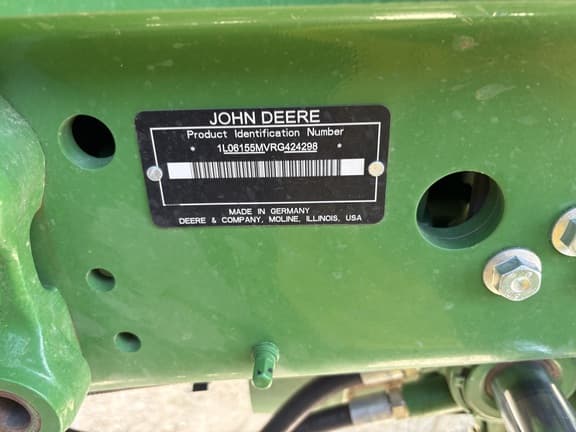 JOHN DEERE
Product Identification Number
* 1L06155MVRG424298 *
MADE IN GERMANY
DEERE & COMPANY, MOLINE, ILLINOIS, USA